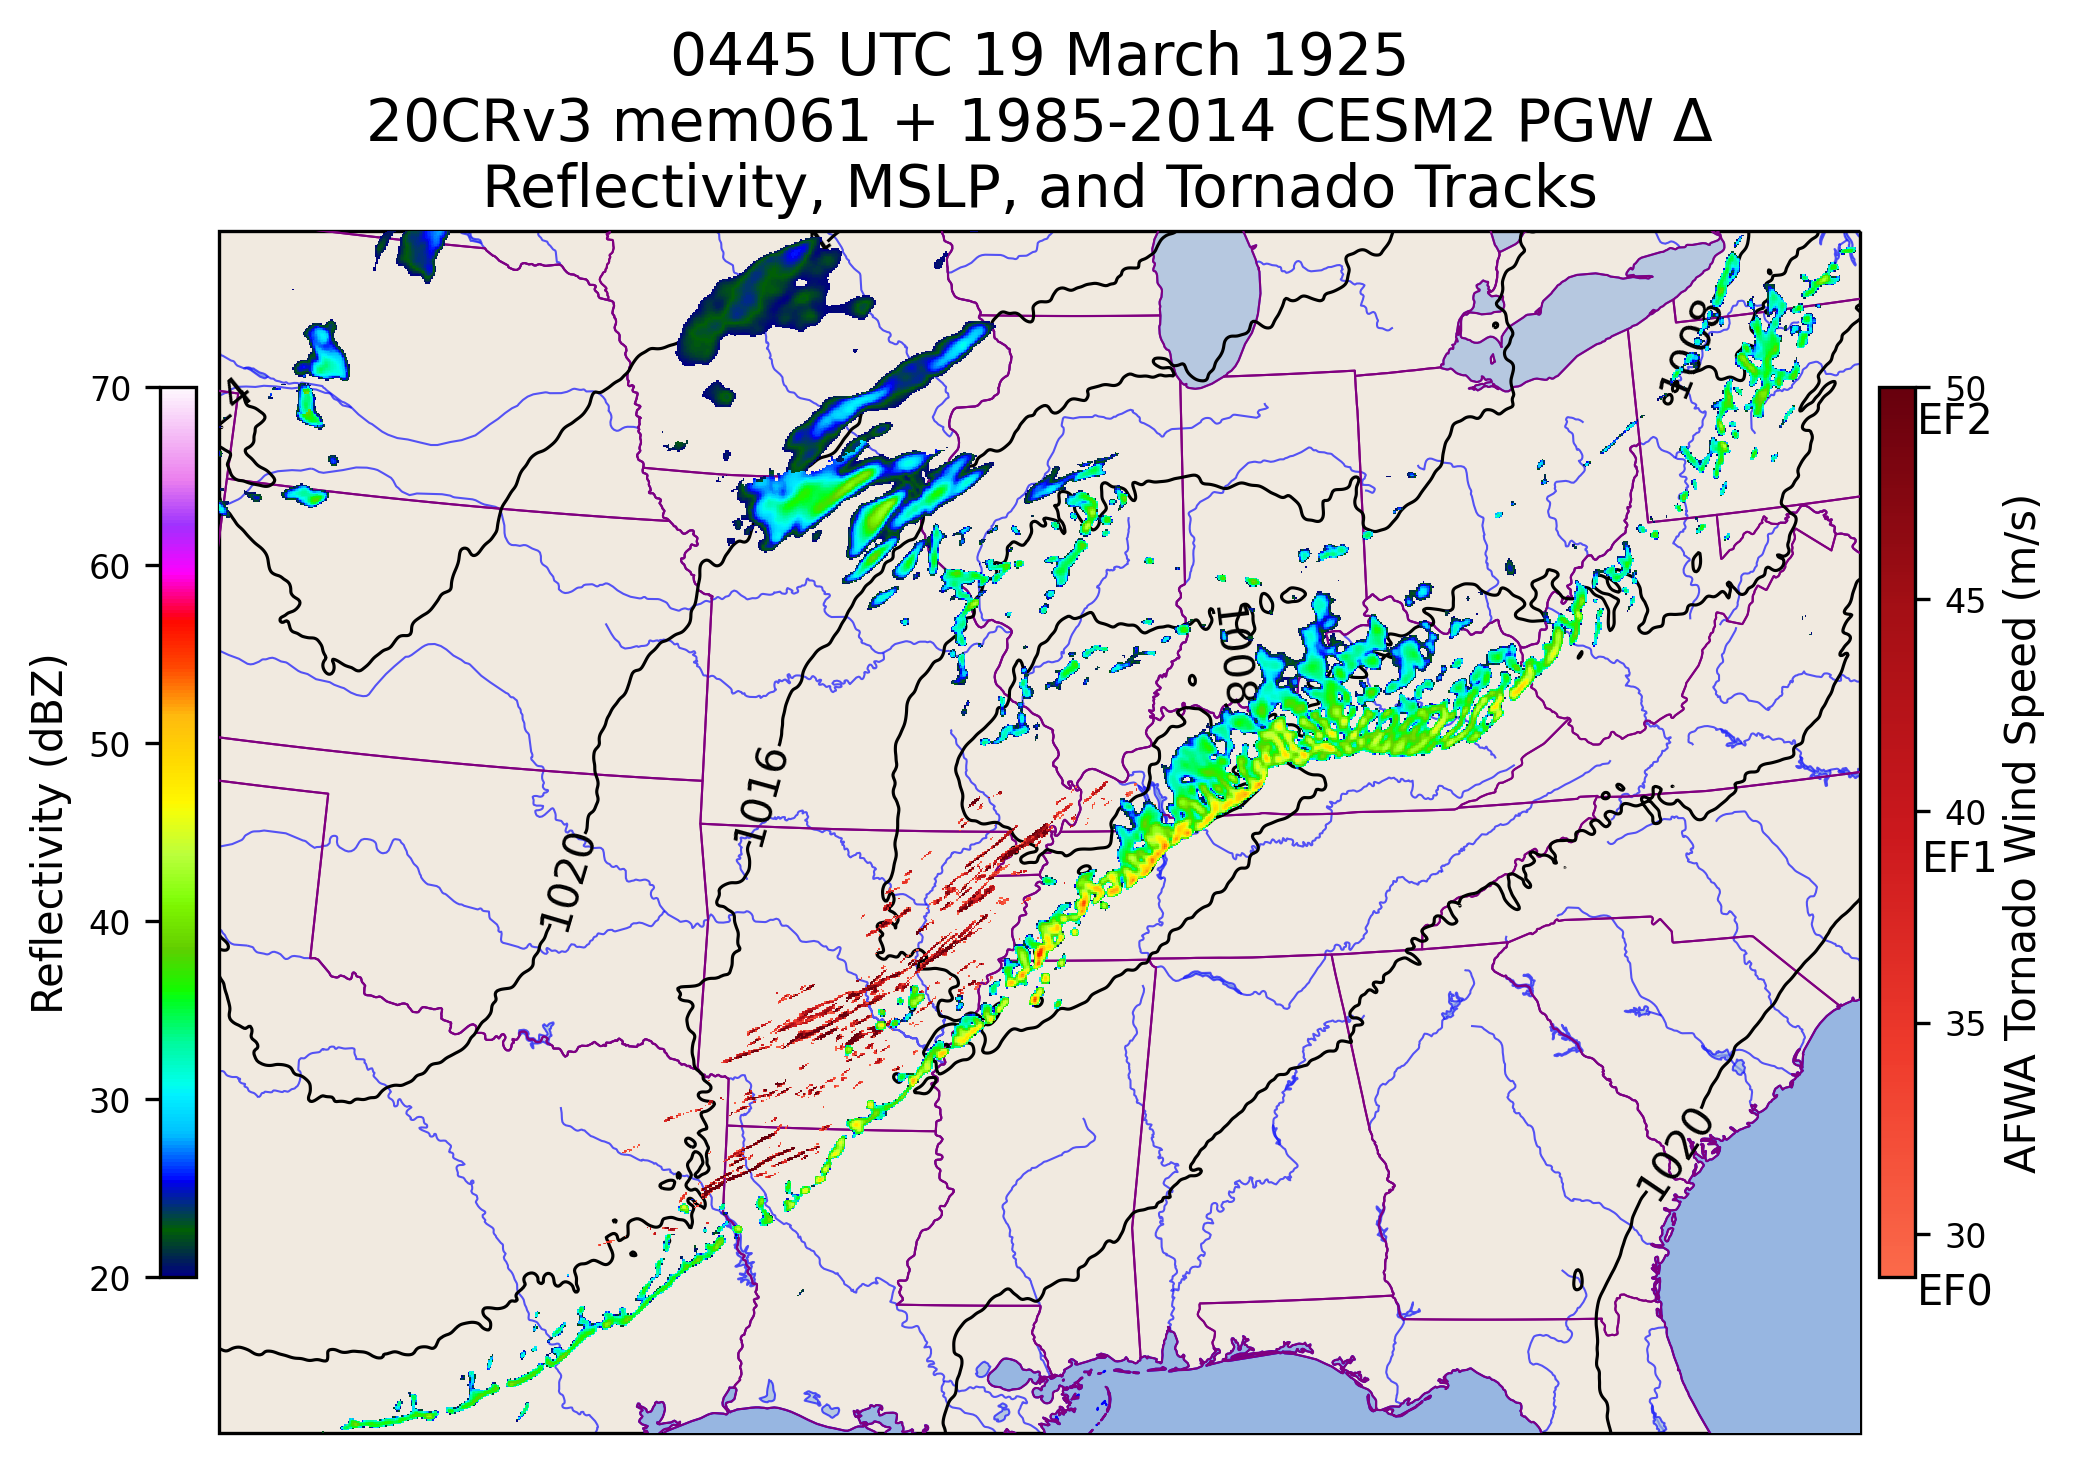 0445 UTC 19 March 1925
20CRv3 mem061 + 1985-2014 CESM2 PGW Δ
Reflectivity, MSLP, and Tornado Tracks
Reflectivity (dBZ)
70
60
50
40
30
20
1008
1008
1016
1020
1020
50
EF2
45
40
EF1
35
30
EF0
AFWA Tornado Wind Speed (m/s)